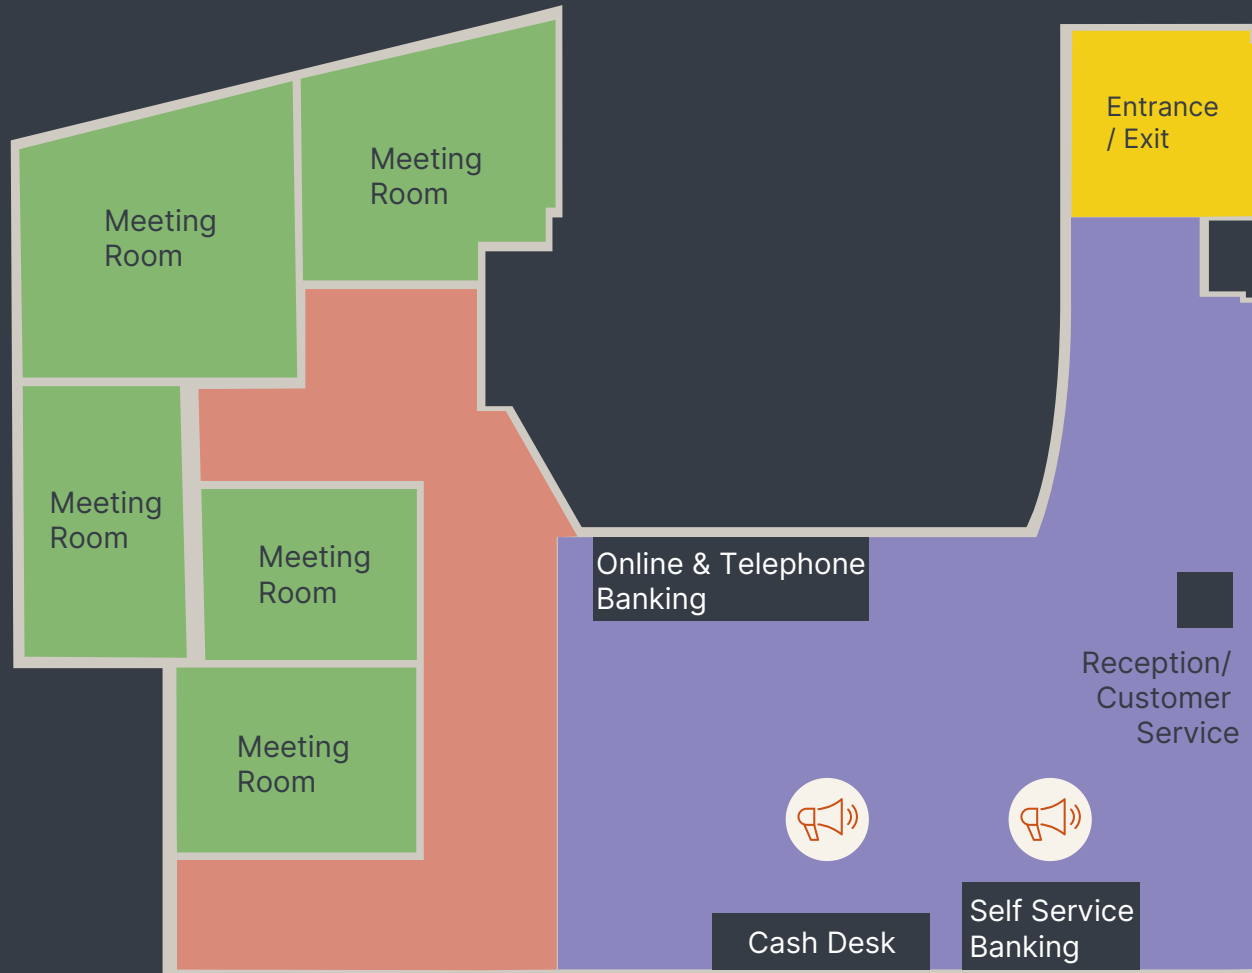 Entrance
/ Exit
Meeting
Room
Meeting
Room
Meeting
Room
Meeting
Room
Online & Telephone
Banking
Reception/
Customer
Service
Meeting
Room
Cash Desk
Self Service
Banking